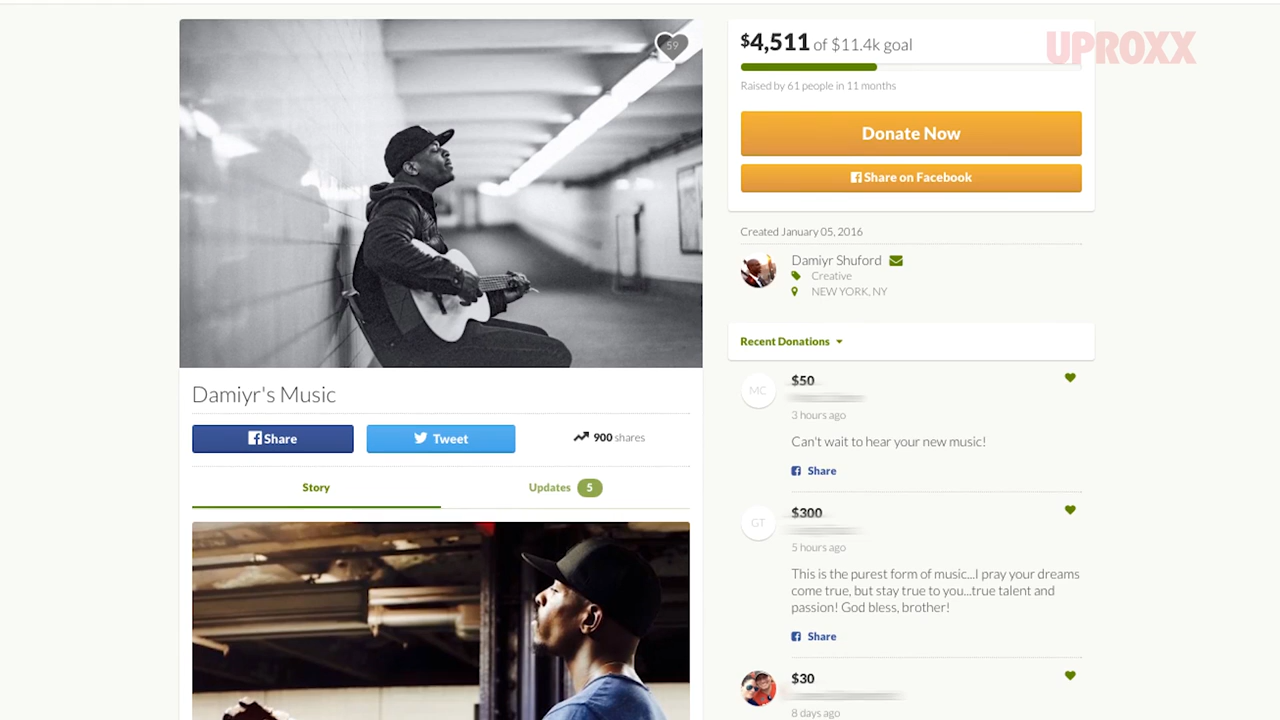 UPROXX
59
$4,511 of $11.4k goal
Raised by 61 people in 11 months
Donate Now
Share on Facebook
Created January 05, 2016
Damiyr Shuford
Creative
NEW YORK, NY
Recent Donations
MC
$50
3 hours ago
Can't wait to hear your new music!
Share
GT
$300
5 hours ago
This is the purest form of music...I pray your dreams
come true, but stay true to you...true talent and
passion! God bless, brother!
Share
$30
8 days ago
Damiyr's Music
Share
Tweet
900 shares
Story
Updates 5